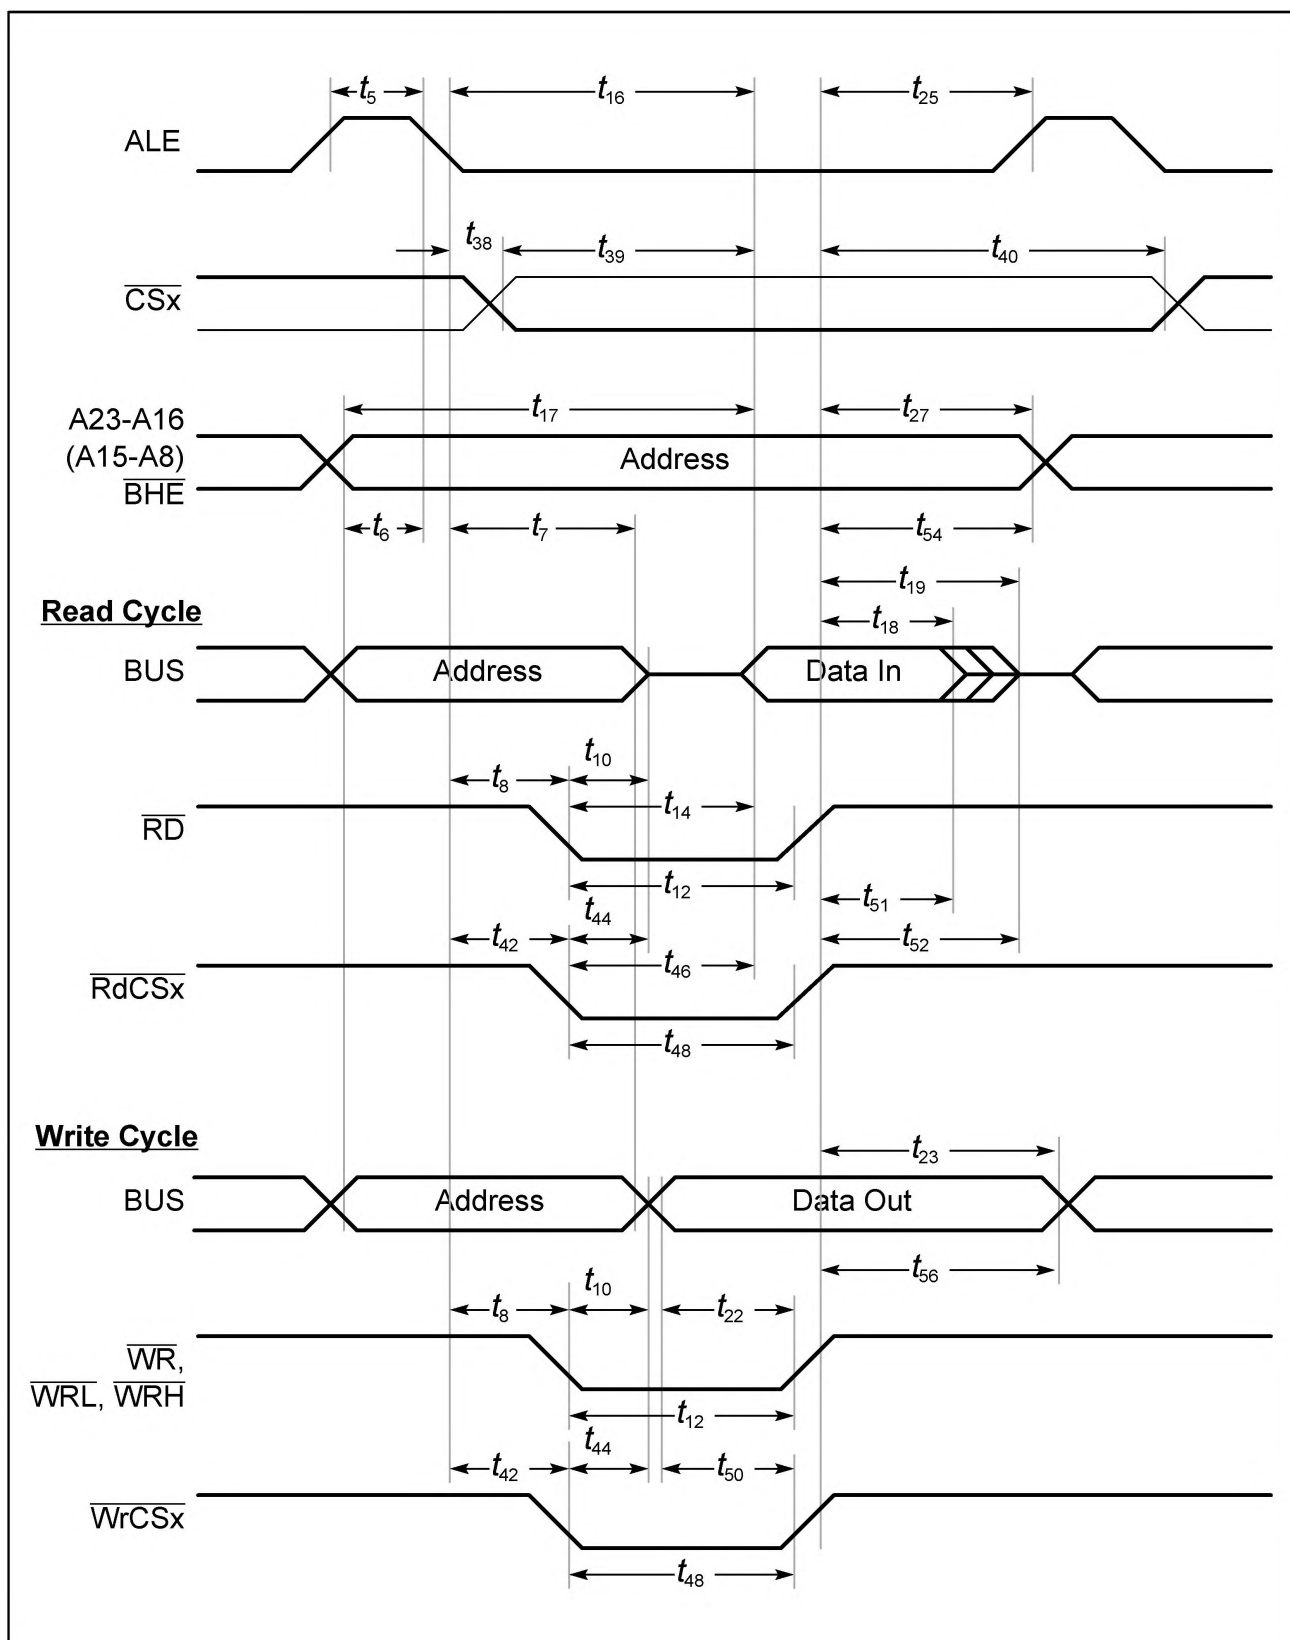 t5 t16 t25
ALE
t38 t39 t40
CSx
A23-A16 t17 t27
(A15-A8) Address
BHE
t6 t7 t54
t19
Read Cycle
t18
BUS Address Data In
t10
t8
t14
RD
t12 t51
t44
t42 t52
t46
RdCSx
t48
Write Cycle
t23
BUS Address Data Out
t56
t10
t8 t22
WR,
WRL, WRH
t12
t44
t42 t50
WrCSx
t48